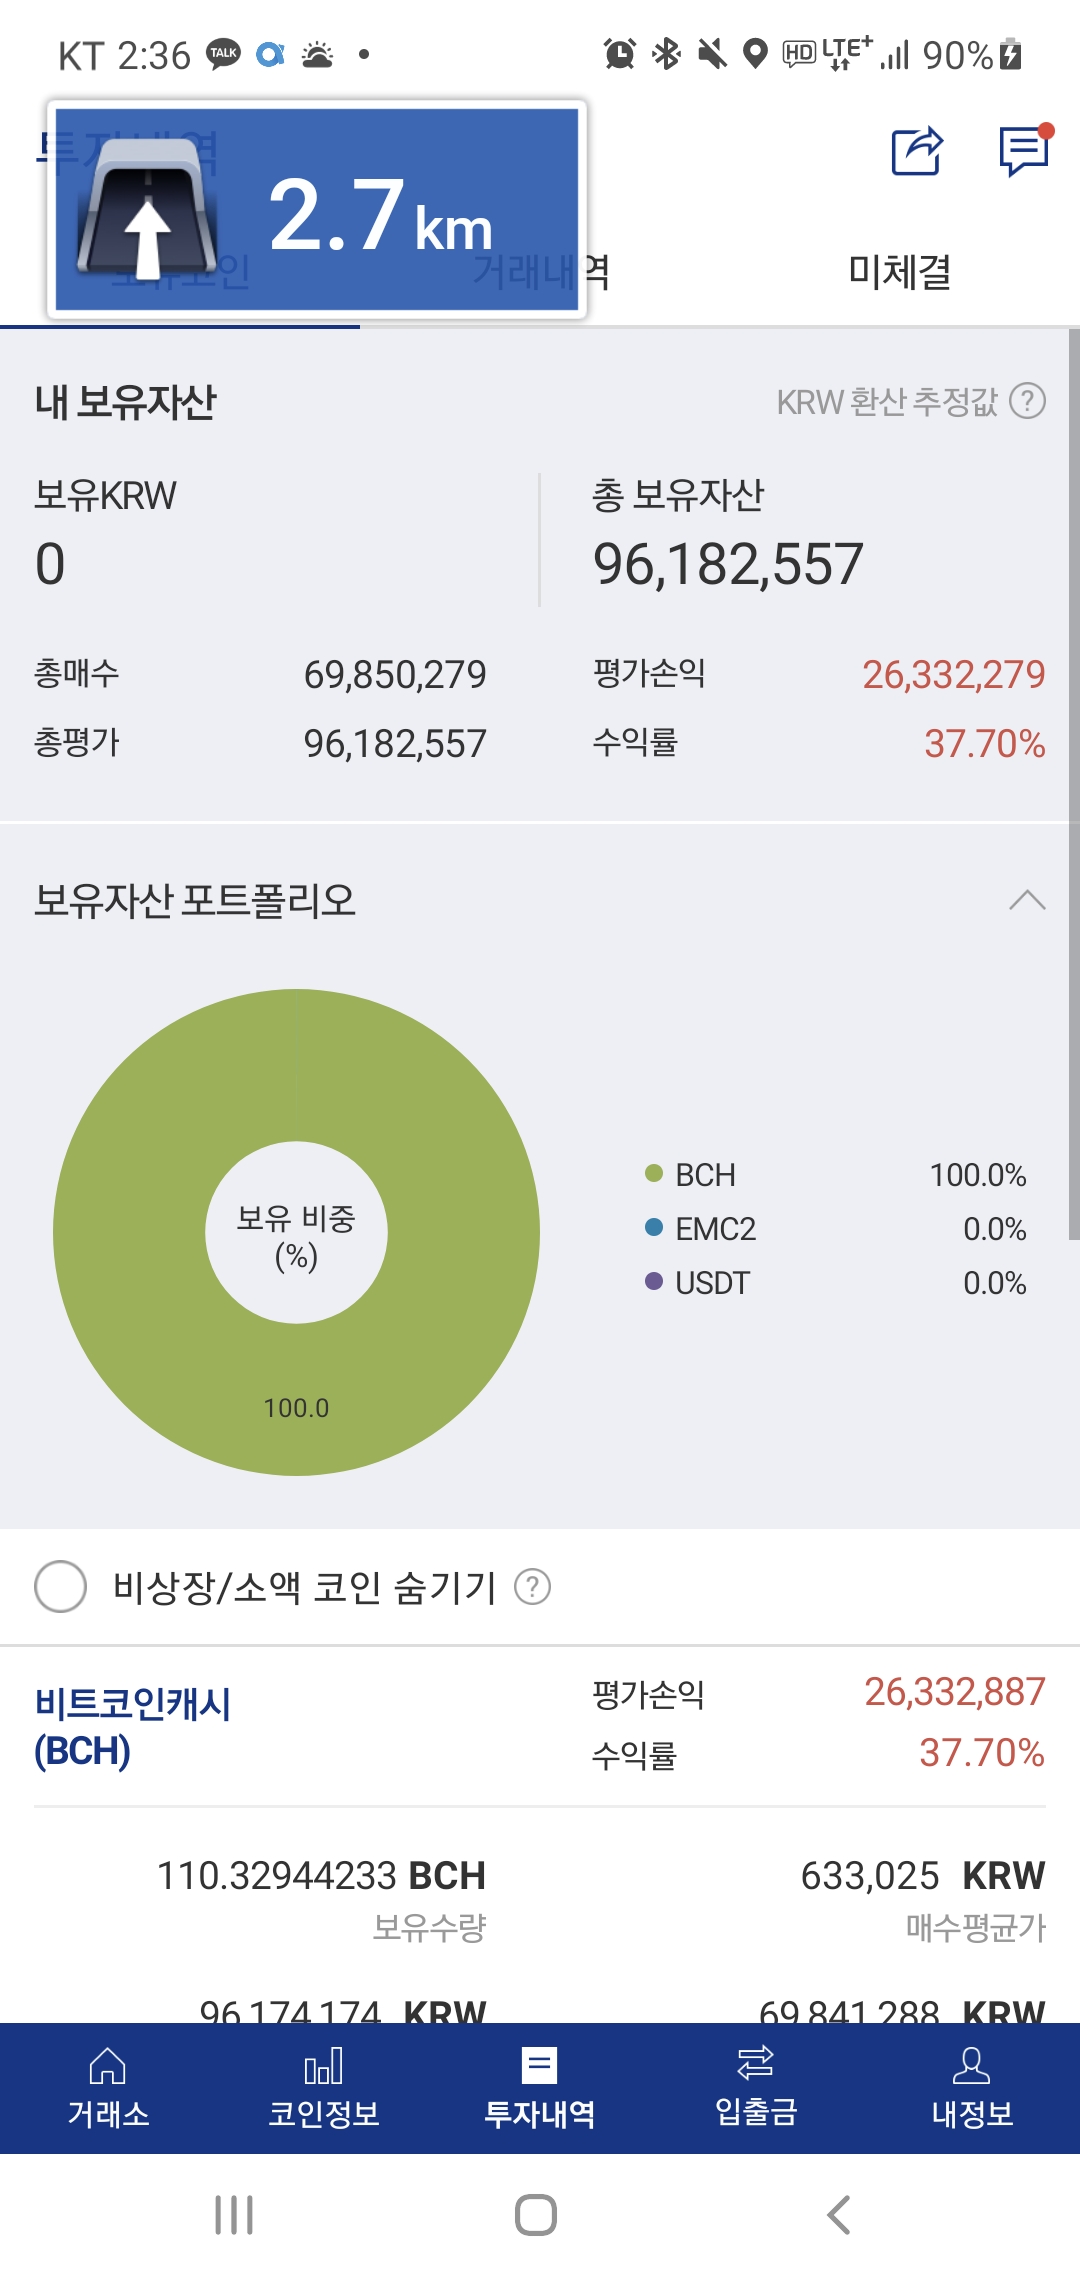 KT 2:36 TALK HD LTE+ 90%
투자내역
2.7 km
보유코인 거래내역 미체결
내 보유자산 KRW 환산 추정값 ?
보유KRW 총 보유자산
0 96,182,557
총매수 69,850,279 평가손익 26,332,279
총평가 96,182,557 수익률 37.70%
보유자산 포트폴리오
보유 비중
(%)
100.0
BCH 100.0%
EMC2 0.0%
USDT 0.0%
비상장/소액 코인 숨기기 ?
비트코인캐시 평가손익 26,332,887
(BCH) 수익률 37.70%
110.32944233 BCH 633,025 KRW
보유수량 매수평균가
96,174,174 KRW 69,841,288 KRW
거래소 코인정보 투자내역 입출금 내정보